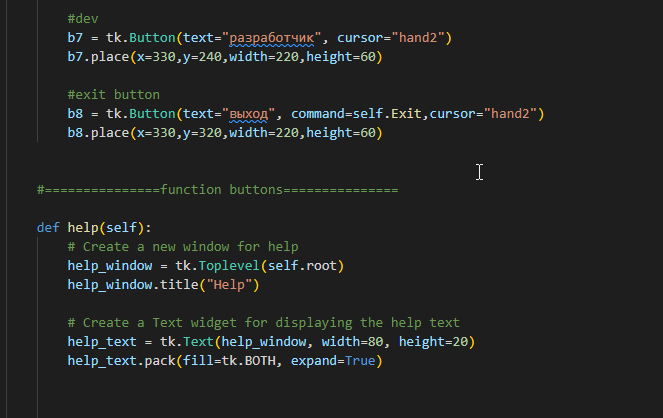 #dev
b7 = tk.Button(text="разработчик", cursor="hand2")
b7.place(x=330,y=240,width=220,height=60)
#exit button
b8 = tk.Button(text="выход", command=self.Exit,cursor="hand2")
b8.place(x=330,y=320,width=220,height=60)
#===============function buttons===============
def help(self):
# Create a new window for help
help_window = tk.Toplevel(self.root)
help_window.title("Help")
# Create a Text widget for displaying the help text
help_text = tk.Text(help_window, width=80, height=20)
help_text.pack(fill=tk.BOTH, expand=True)